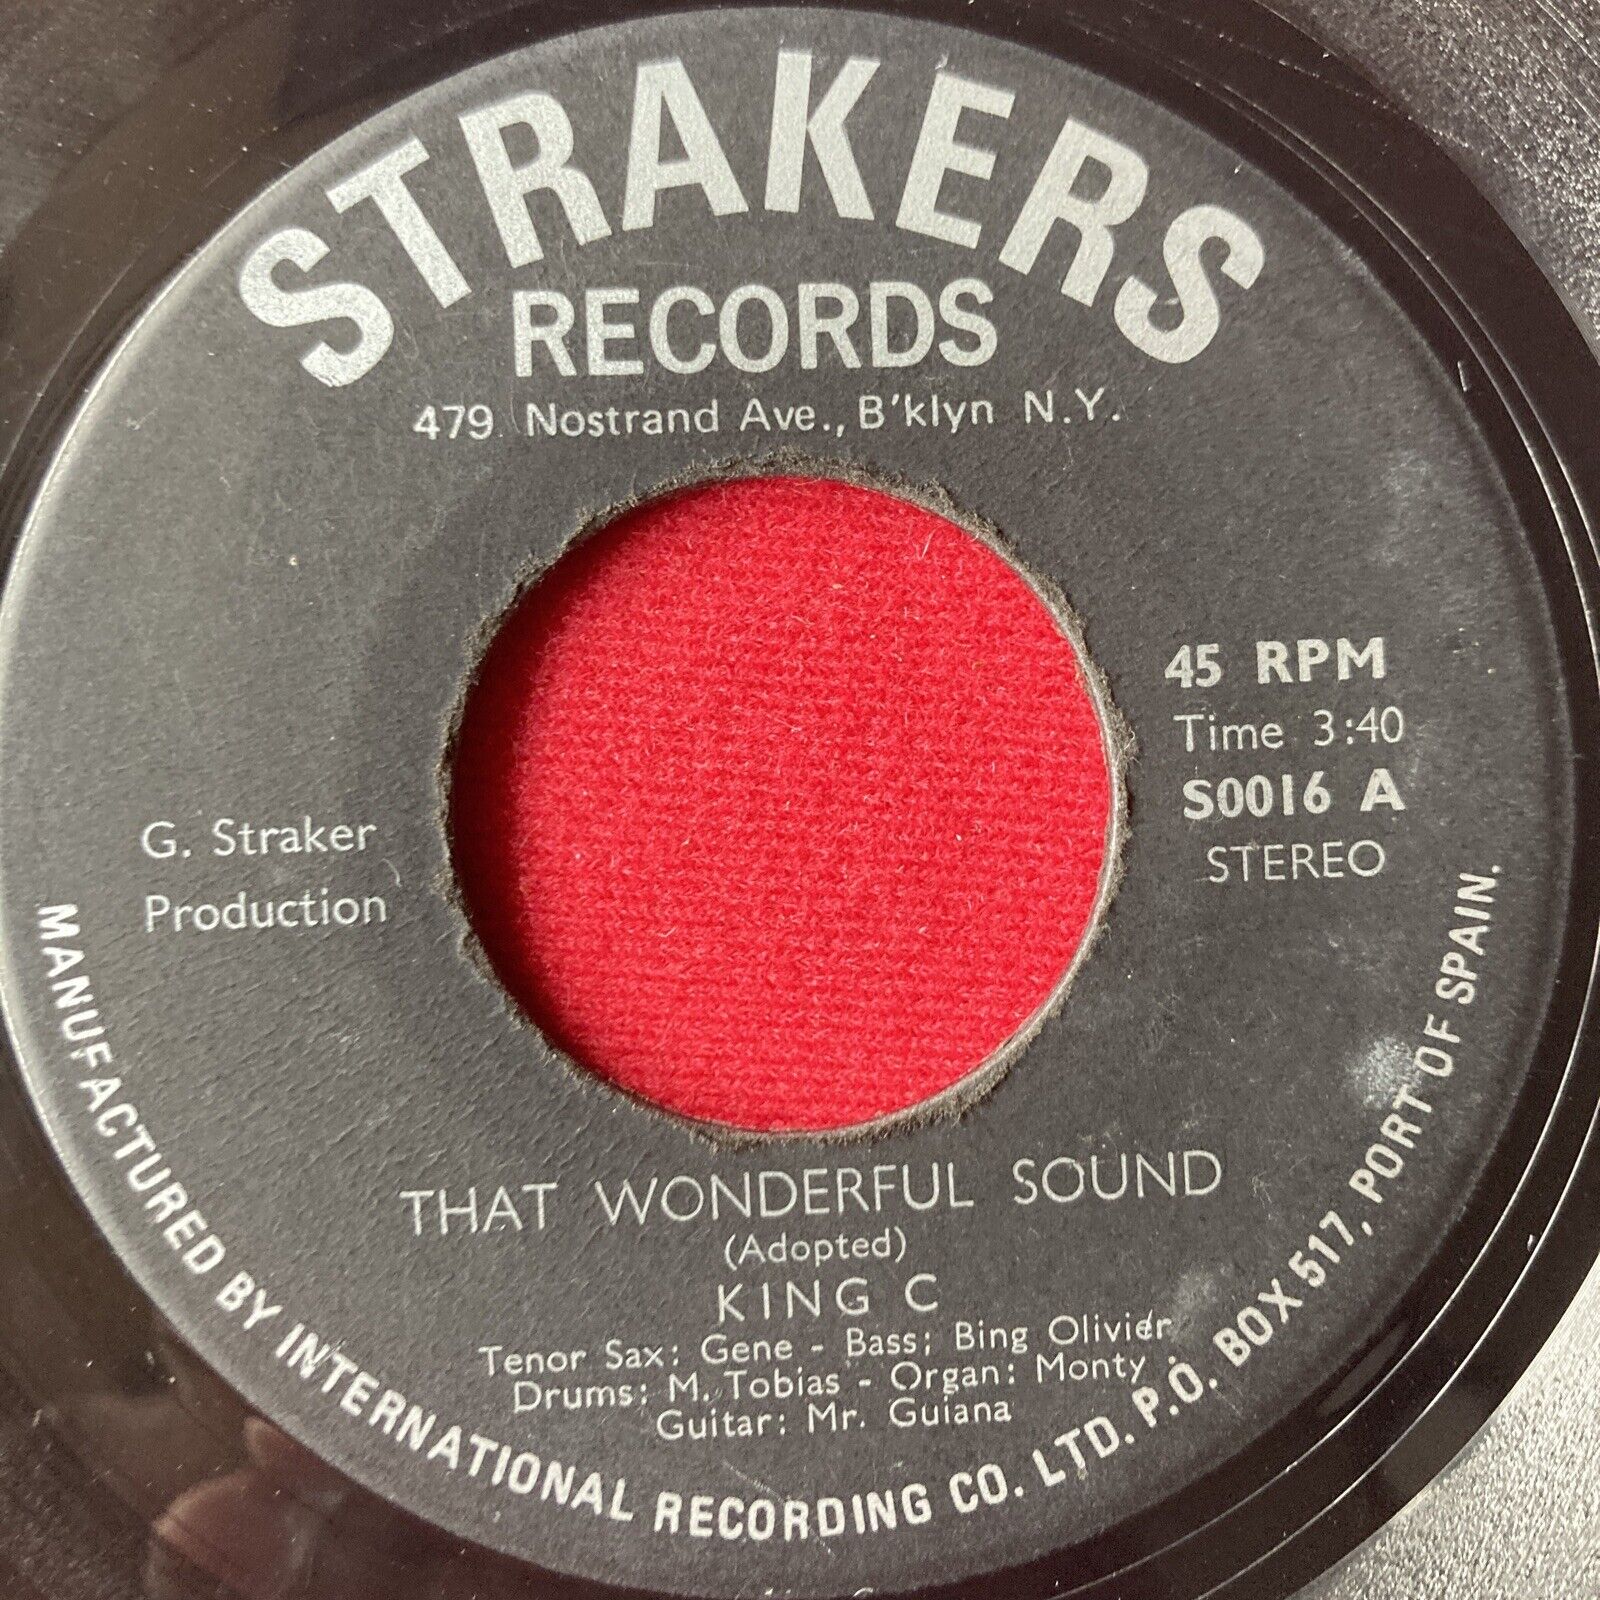 STRAKERS
RECORDS
479 Nostrand Ave., B'klyn N.Y.
45 RPM
Time 3:40
S0016 A
STEREO
G. Straker
Production
THAT WONDERFUL SOUND
(Adopted)
KING C
Tenor Sax: Gene - Bass; Bing Olivier
Drums: M. Tobias - Organ: Monty
Guitar: Mr. Guiana
MANUFACTURED BY INTERNATIONAL RECORDING CO. LTD. P.O. BOX 517, PORT OF SPAIN.